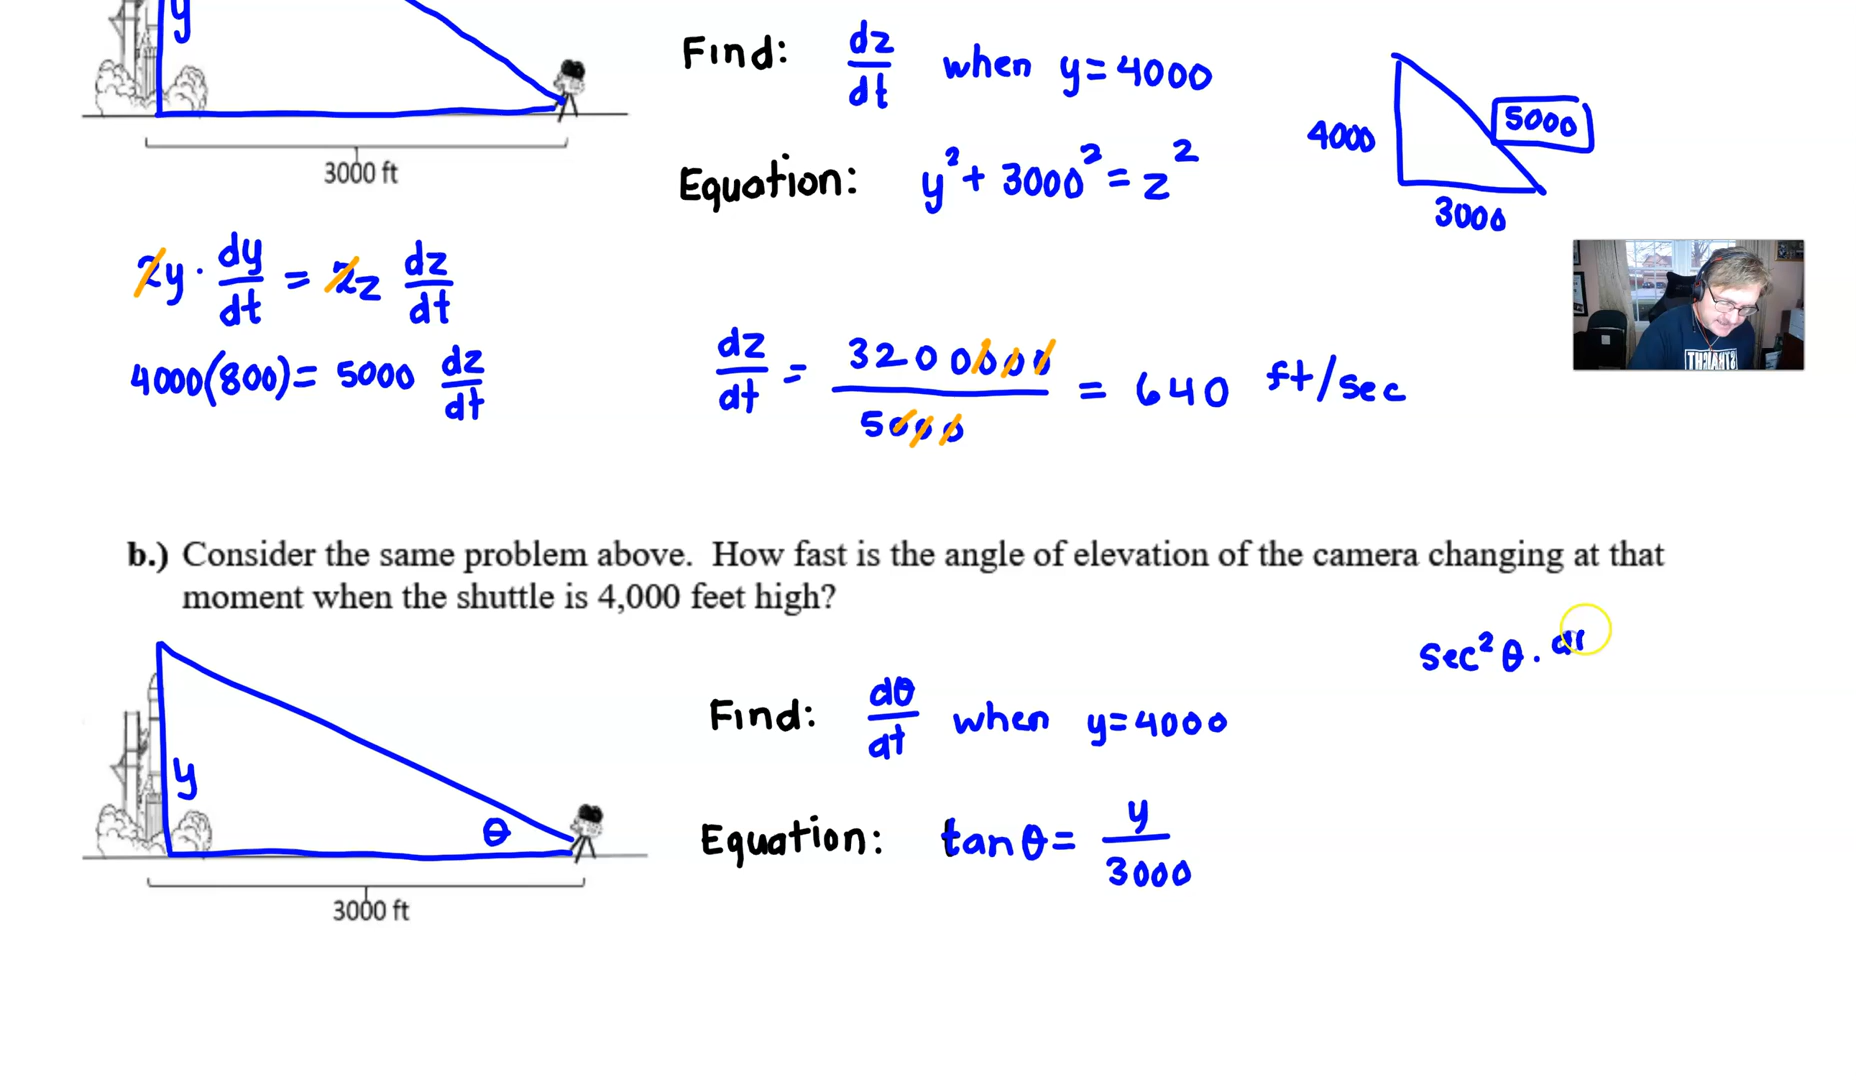 y
3000 ft
Find: dz/dt when y=4000
Equation: y² + 3000² = z²
4000
5000
3000
2y · dy/dt = 2z dz/dt
4000(800) = 5000 dz/dt
dz/dt = 3200000/5000 = 640 ft/sec
b.) Consider the same problem above. How fast is the angle of elevation of the camera changing at that
moment when the shuttle is 4,000 feet high?
y
θ
3000 ft
Find: dθ/dt when y=4000
Equation: tan θ = y/3000
sec² θ ·